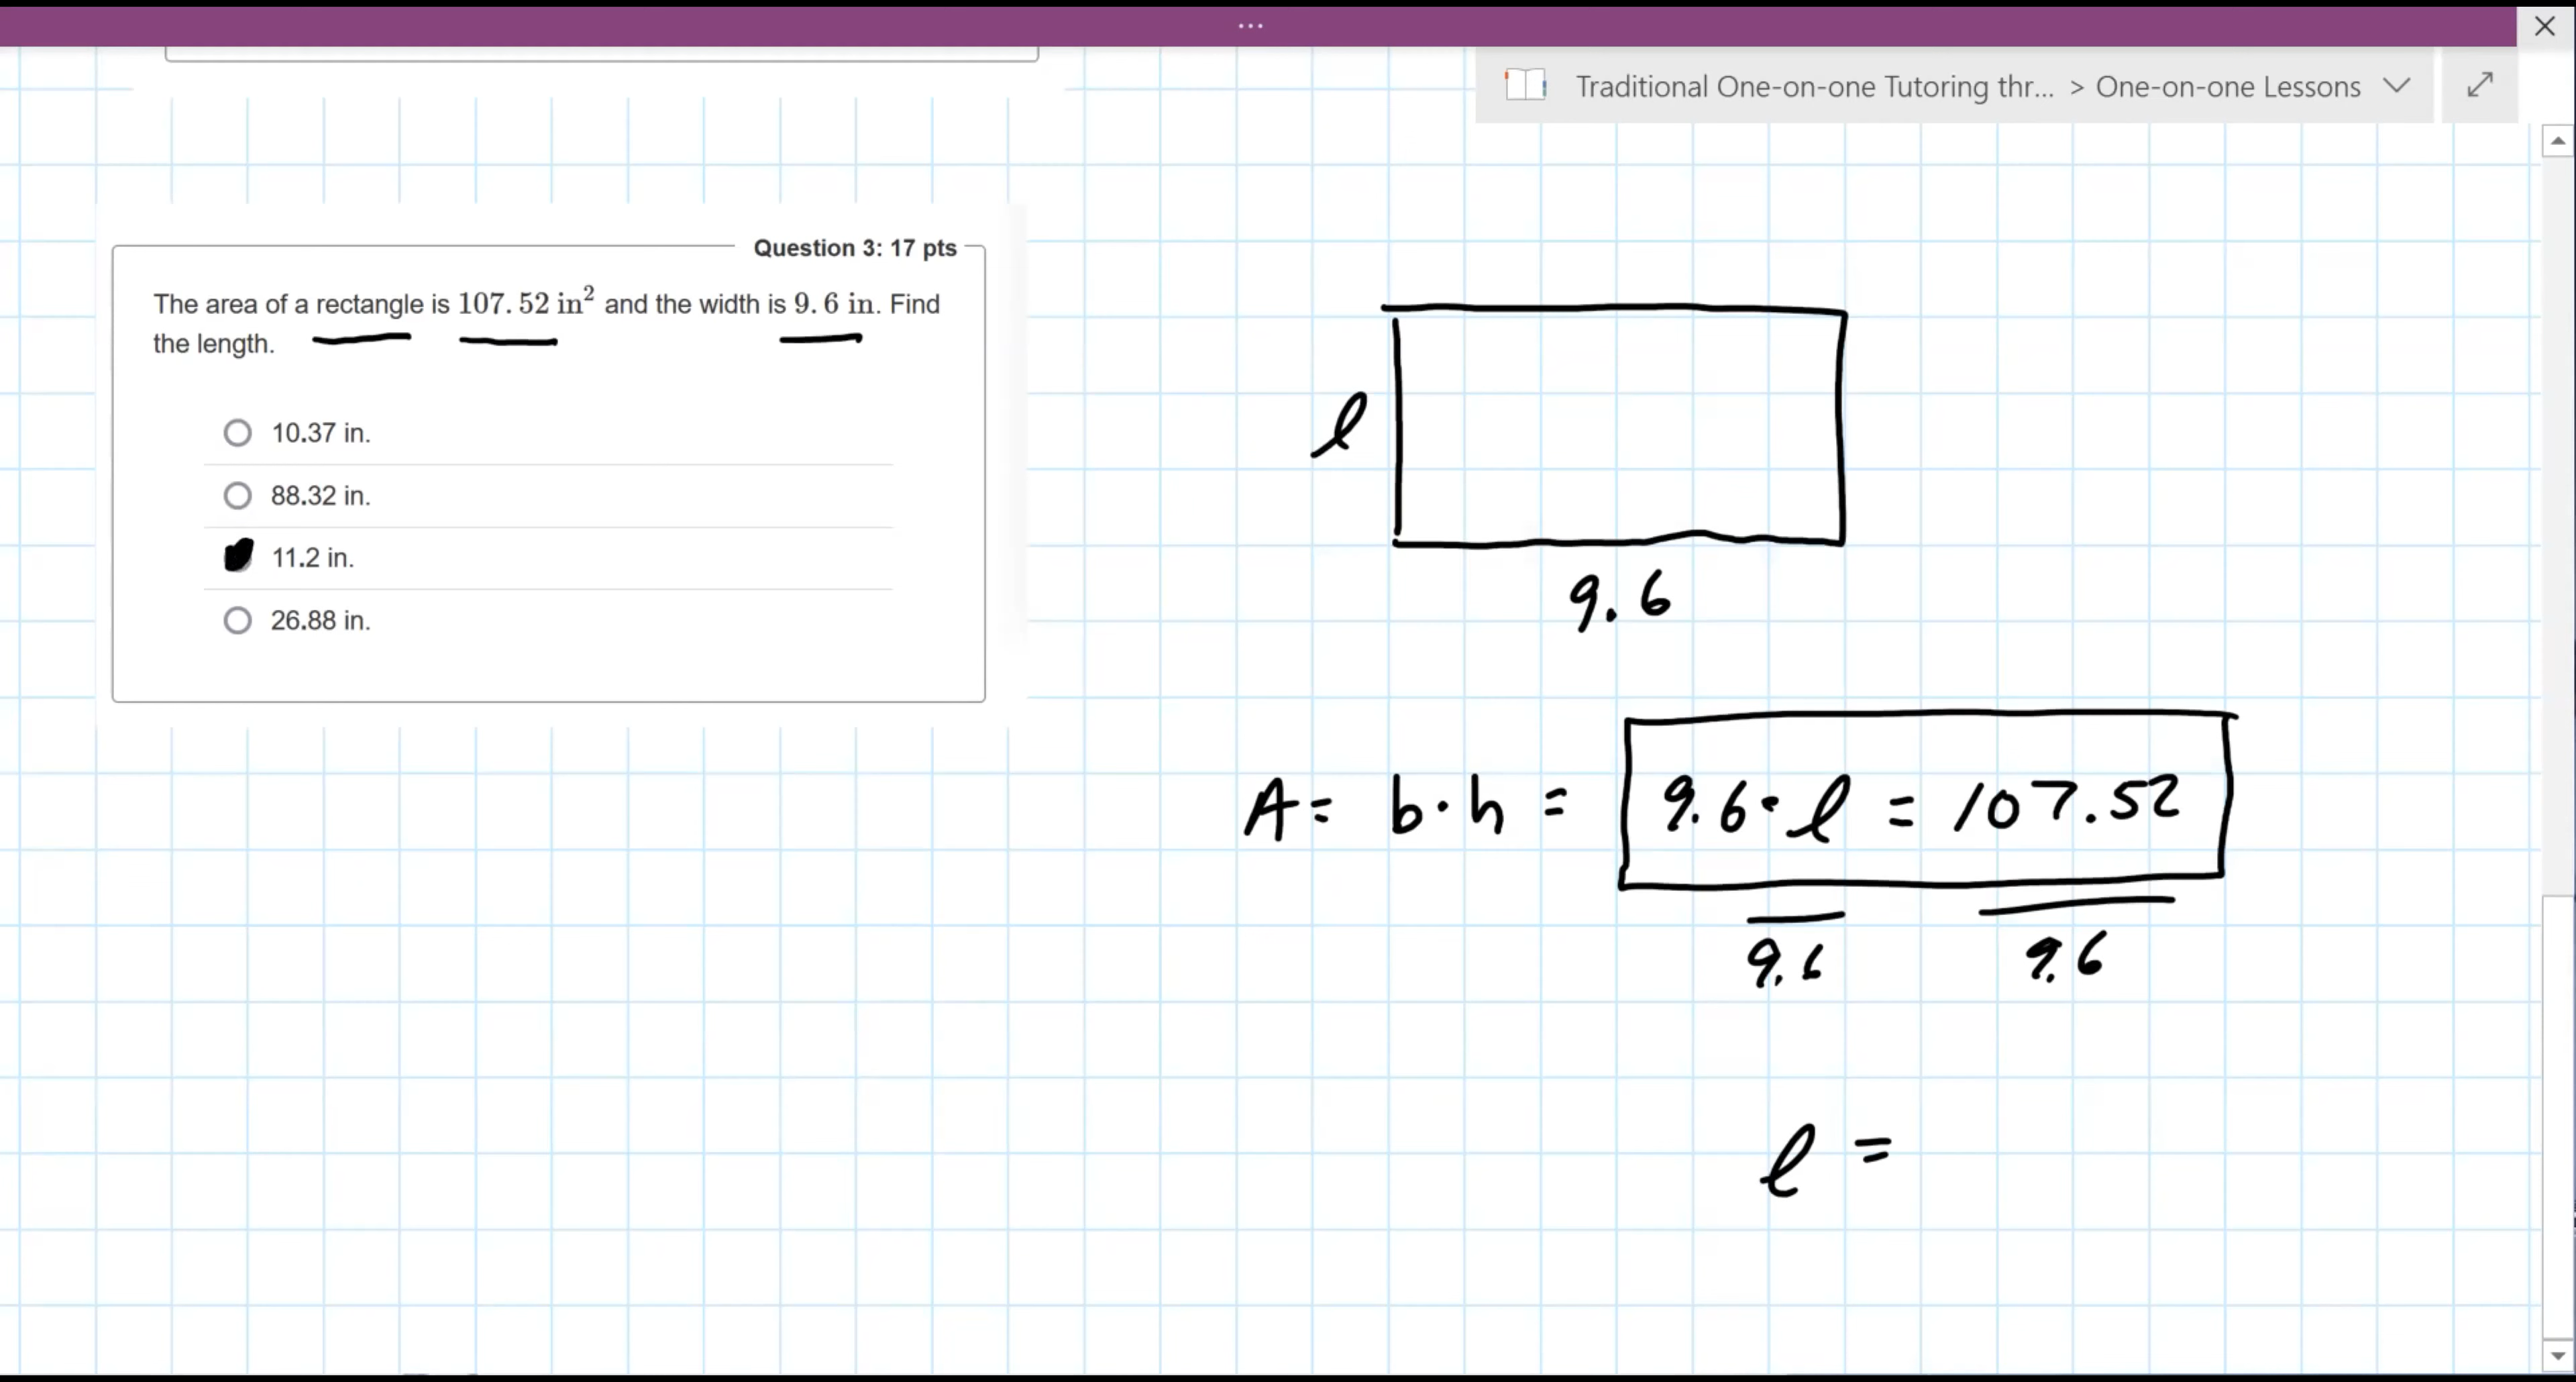 ...
Traditional One-on-one Tutoring thr... > One-on-one Lessons
Question 3: 17 pts
The area of a rectangle is 107.52 in² and the width is 9.6 in. Find
the length.
10.37 in.
88.32 in.
11.2 in.
26.88 in.
ℓ
9.6
A = b·h = 9.6·ℓ = 107.52
9.6 9.6
ℓ =